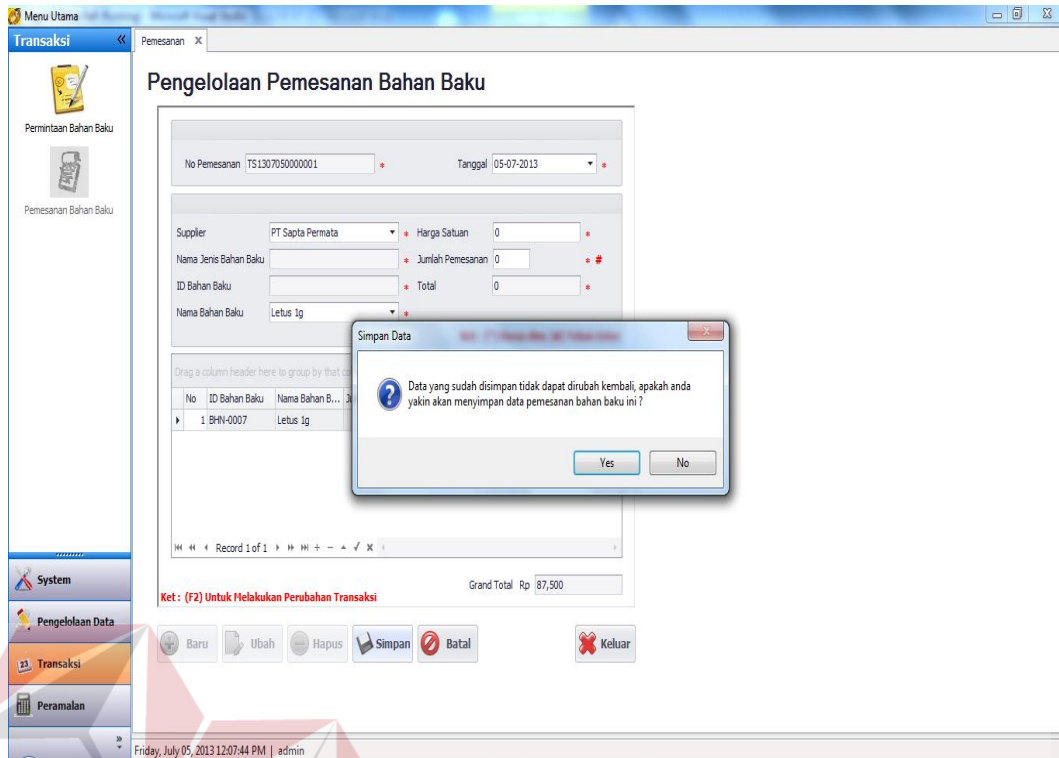 Menu Utama
Transaksi «
Pemesanan X
Permintaan Bahan Baku
Pemesanan Bahan Baku
Pengelolaan Pemesanan Bahan Baku
No Pemesanan TS1307050000001 * Tanggal 05-07-2013 *
Supplier PT Sapta Permata * Harga Satuan 0 *
Nama Jenis Bahan Baku * Jumlah Pemesanan 0 * #
ID Bahan Baku * Total 0 *
Nama Bahan Baku Letus 1g *
Simpan Data
Data yang sudah disimpan tidak dapat dirubah kembali, apakah anda
yakin akan menyimpan data pemesanan bahan baku ini ?
Yes No
Drag a column header here to group by that
No ID Bahan Baku Nama Bahan B...
1 BHN-0007 Letus 1g
Record 1 of 1
Grand Total Rp 87,500
Ket : (F2) Untuk Melakukan Perubahan Transaksi
Baru Ubah Hapus Simpan Batal Keluar
System
Pengelolaan Data
23 Transaksi
Peramalan
»
Friday, July 05, 2013 12:07:44 PM | admin